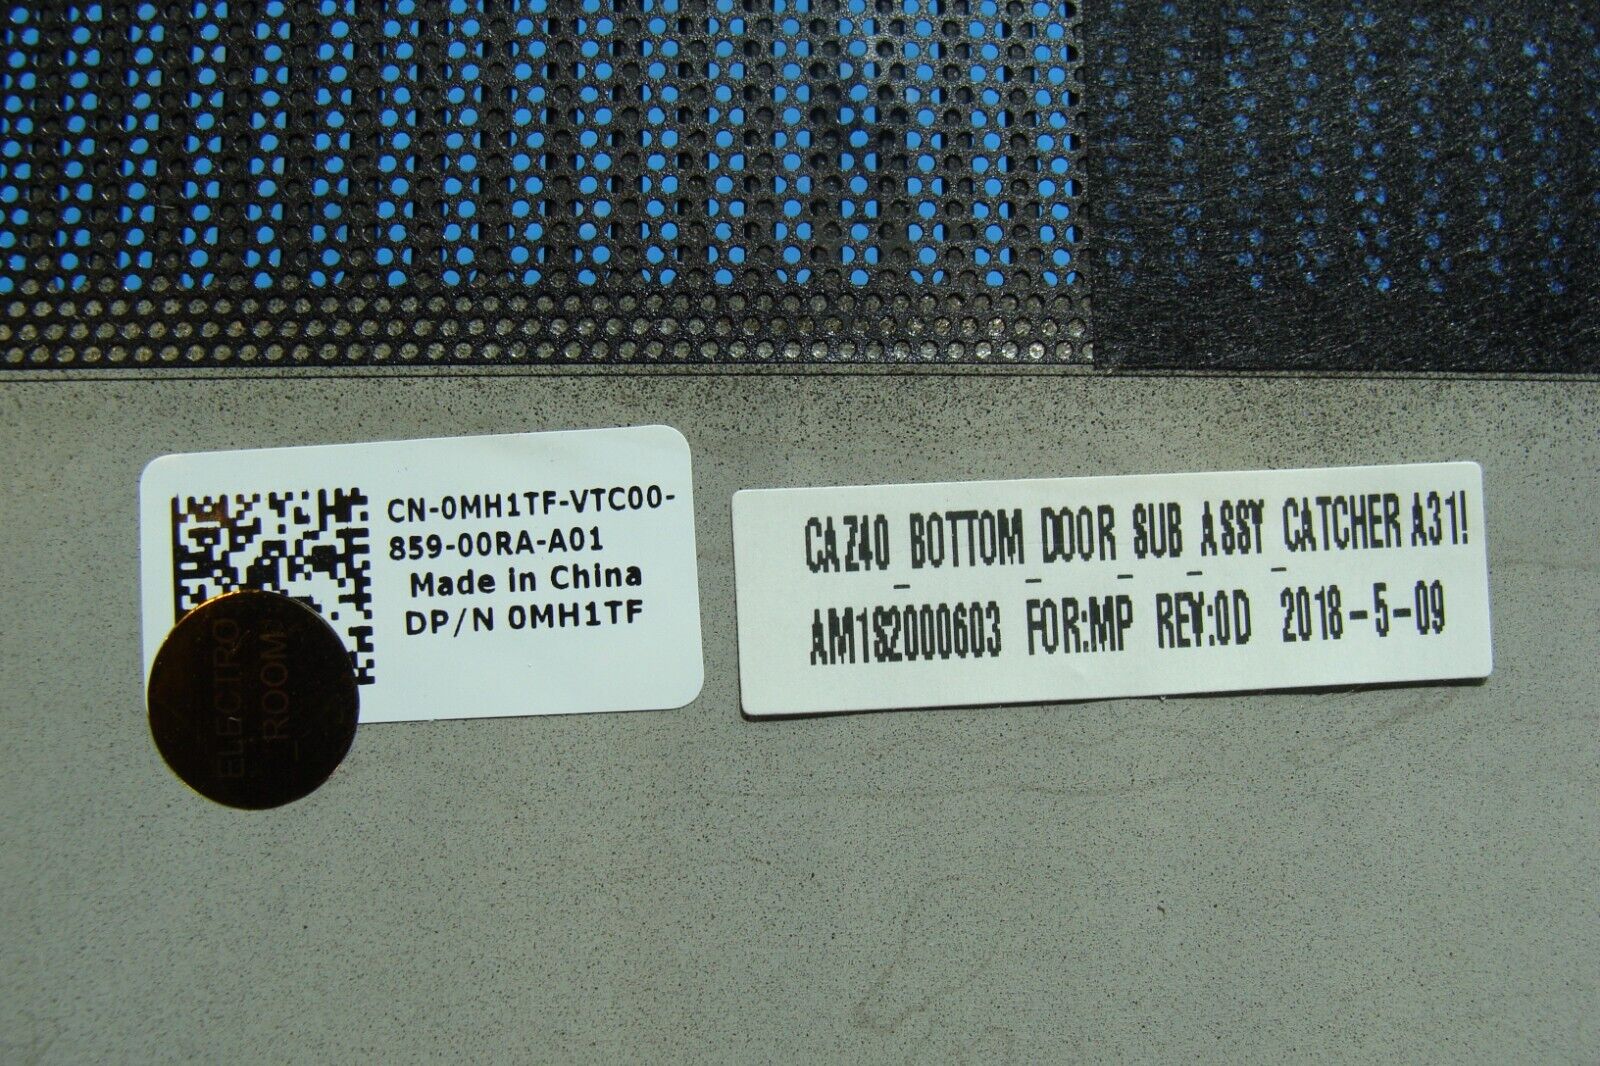 CN-0MH1TF-VTC00-
859-00RA-A01
Made in China
DP/N 0MH1TF
ELECTRO
_ROOM
CAZ40_BOTTOM_DOOR_SUB_ASSY_CATCHER A31!
AM1S2000603 FOR:MP REV:0D 2018-5-09